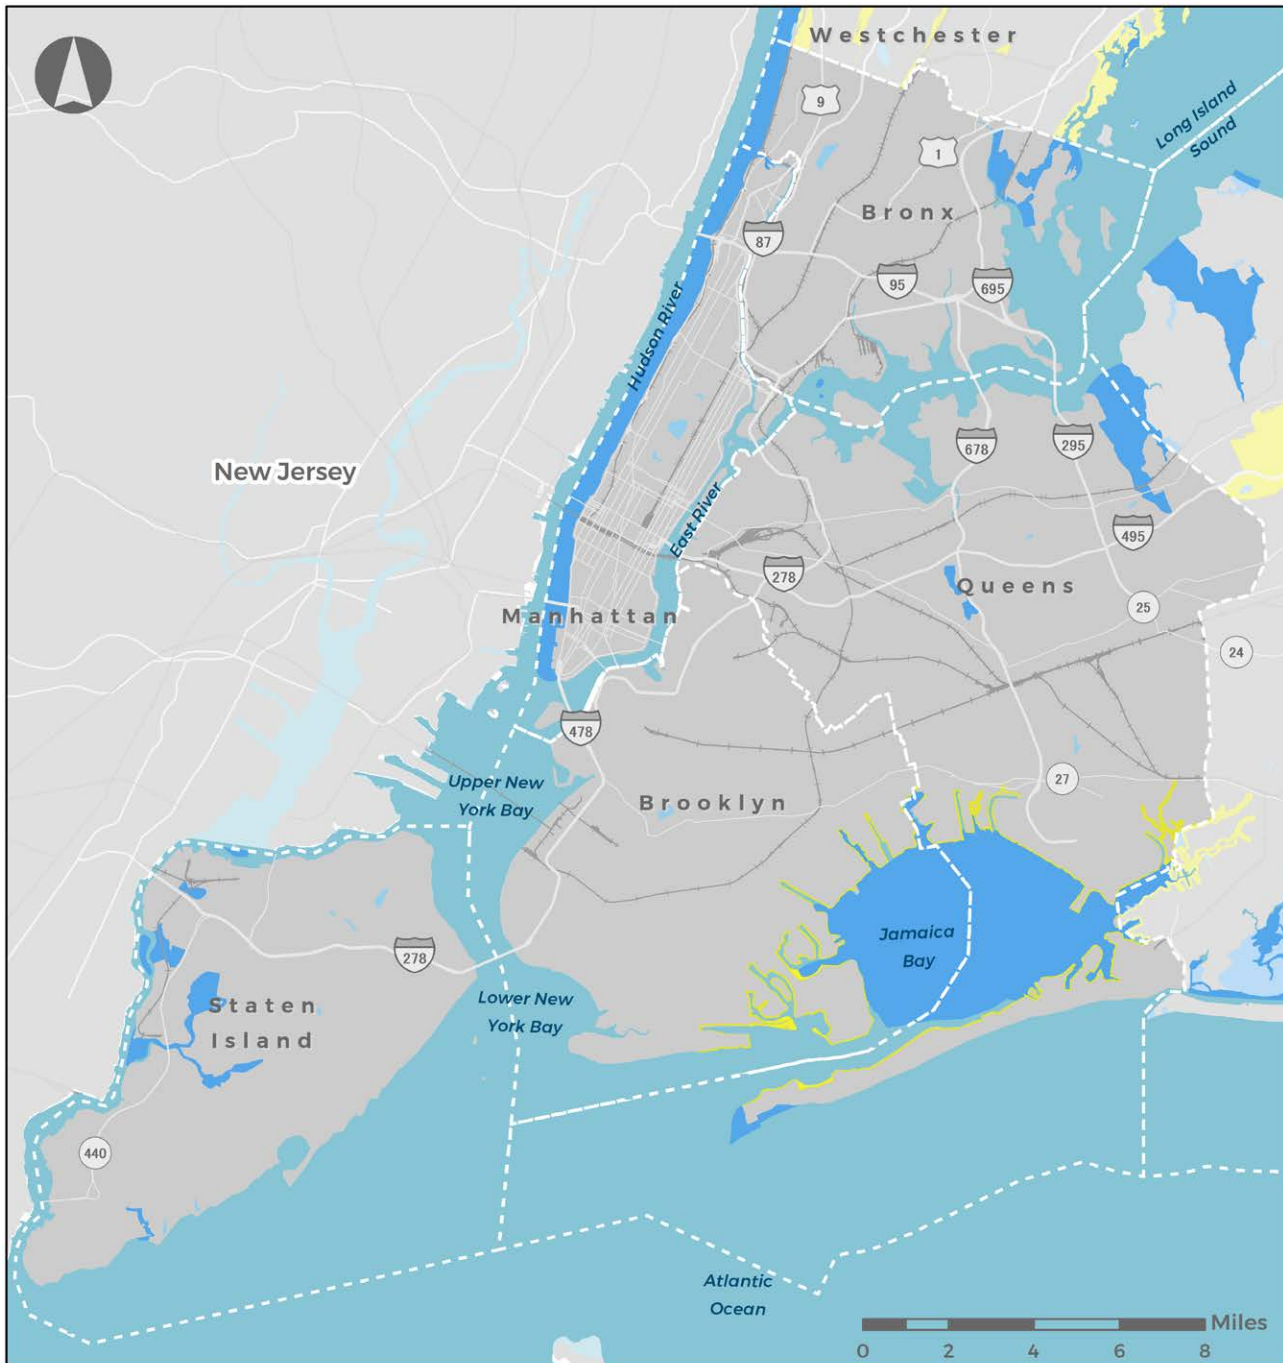 Westchester
9
Long Island
Sound
1
Bronx
87
95
695
Hudson River
678
295
New Jersey
East River
495
278
Queens
25
Manhattan
24
478
Upper New
York Bay
27
Brooklyn
Jamaica
Bay
278
Lower New
York Bay
Staten
Island
440
Atlantic
Ocean
Miles
0 2 4 6 8